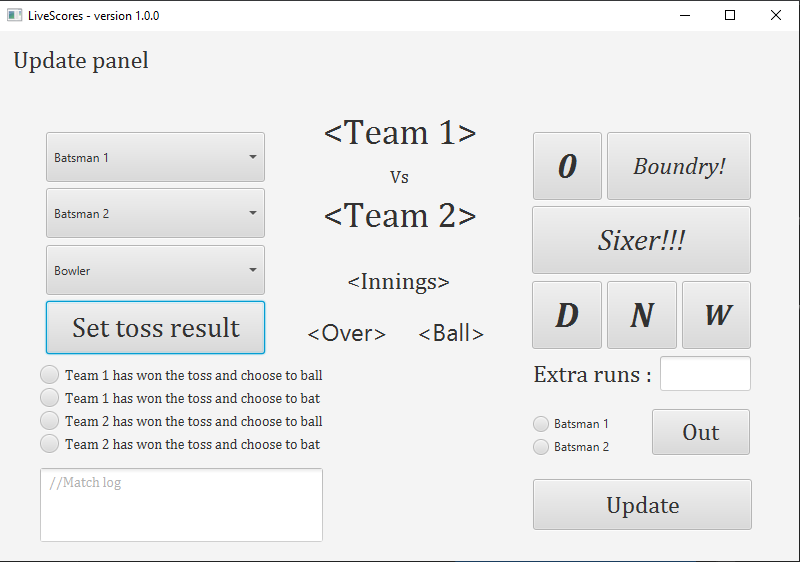 LiveScores - version 1.0.0
Update panel
Batsman 1
Batsman 2
Bowler
Set toss result
Team 1 has won the toss and choose to ball
Team 1 has won the toss and choose to bat
Team 2 has won the toss and choose to ball
Team 2 has won the toss and choose to bat
//Match log
<Team 1>
Vs
<Team 2>
<Innings>
<Over> <Ball>
0 Boundry!
Sixer!!!
D N W
Extra runs :
Batsman 1
Batsman 2
Out
Update